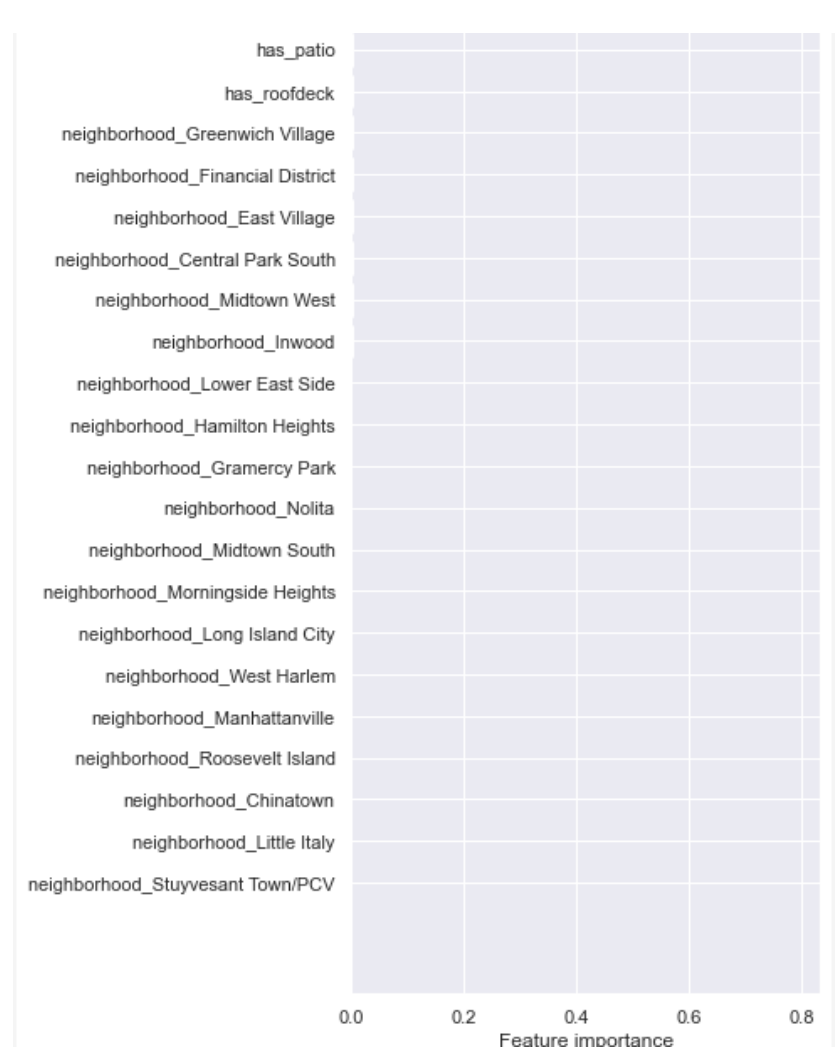 has_patio
has_roofdeck
neighborhood_Greenwich Village
neighborhood_Financial District
neighborhood_East Village
neighborhood_Central Park South
neighborhood_Midtown West
neighborhood_Inwood
neighborhood_Lower East Side
neighborhood_Hamilton Heights
neighborhood_Gramercy Park
neighborhood_Nolita
neighborhood_Midtown South
neighborhood_Morningside Heights
neighborhood_Long Island City
neighborhood_West Harlem
neighborhood_Manhattanville
neighborhood_Roosevelt Island
neighborhood_Chinatown
neighborhood_Little Italy
neighborhood_Stuyvesant Town/PCV
0.0 0.2 0.4 0.6 0.8
Feature importance